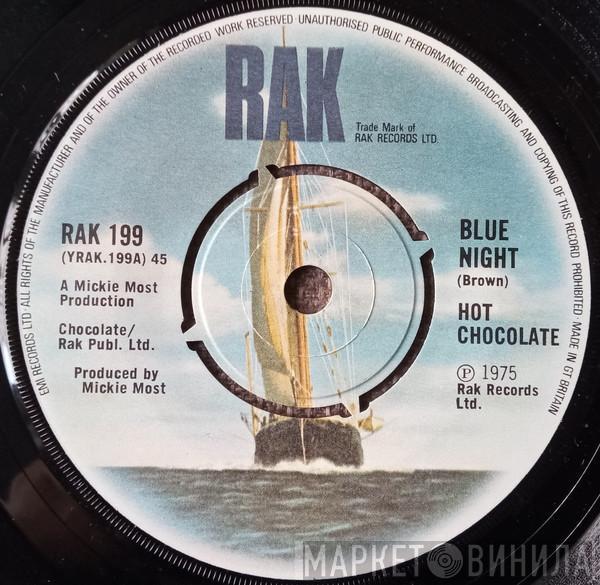 EMI RECORDS LTD · ALL RIGHTS OF THE MANUFACTURER AND OF THE OWNER OF THE RECORDED WORK RESERVED · UNAUTHORISED PUBLIC PERFORMANCE BROADCASTING AND COPYING OF THIS RECORD PROHIBITED · MADE IN GT BRITAIN
RAK
Trade Mark of
RAK RECORDS LTD.
RAK 199
(YRAK.199A) 45
A Mickie Most
Production
Chocolate/
Rak Publ. Ltd.
Produced by
Mickie Most
BLUE
NIGHT
(Brown)
HOT
CHOCOLATE
℗ 1975
Rak Records
Ltd.
МАРКЕТ ВИНИЛА